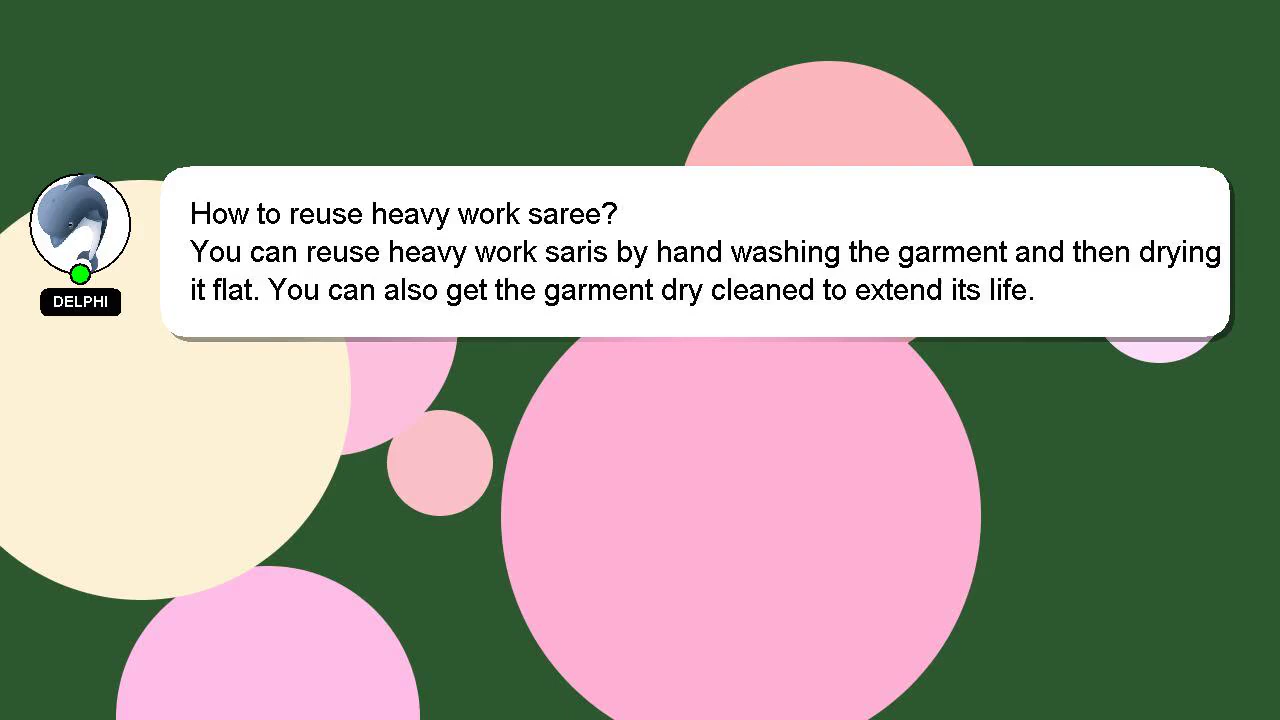 How to reuse heavy work saree?
You can reuse heavy work saris by hand washing the garment and then drying
it flat. You can also get the garment dry cleaned to extend its life.
DELPHI